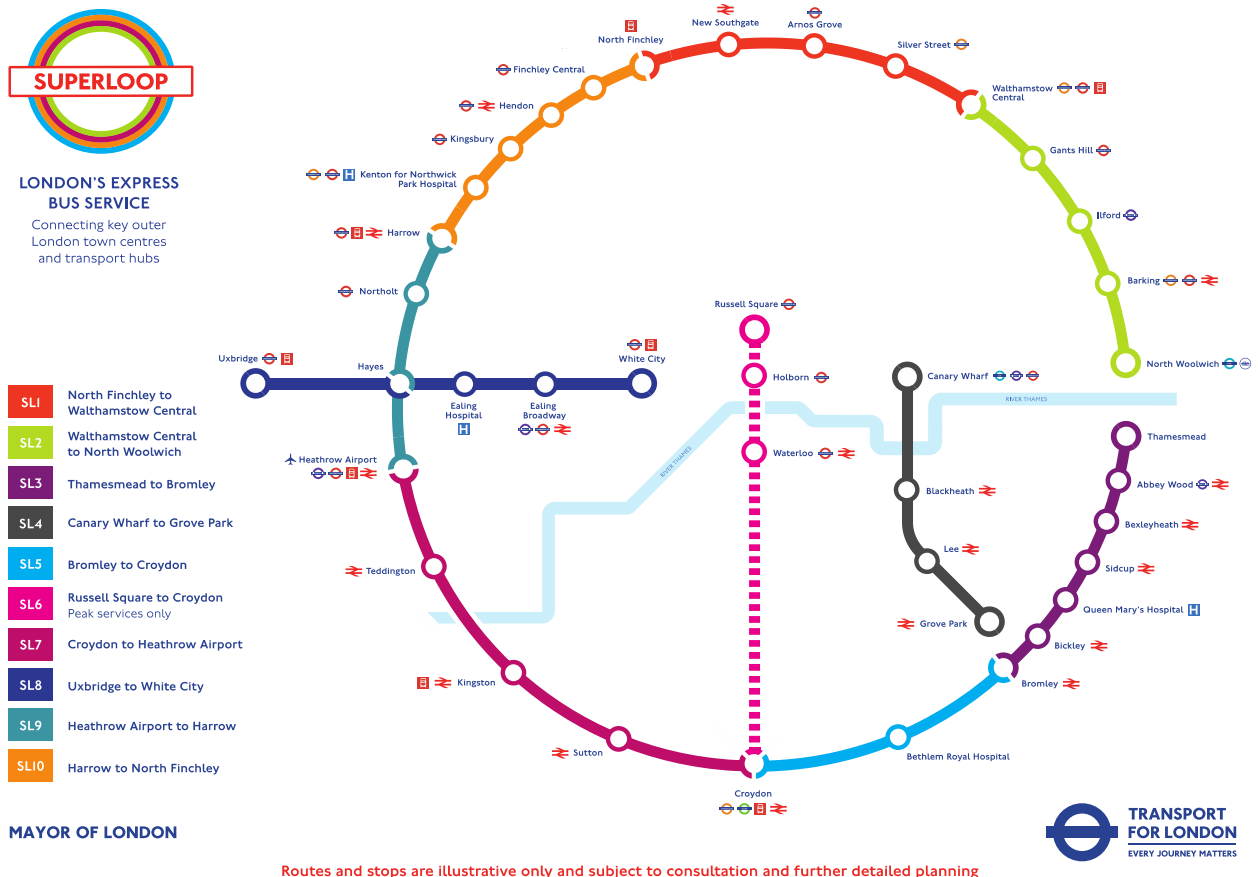 SUPERLOOP
LONDON'S EXPRESS
BUS SERVICE
Connecting key outer
London town centres
and transport hubs
SL1
North Finchley to
Walthamstow Central
SL2
Walthamstow Central
to North Woolwich
SL3
Thamesmead to Bromley
SL4
Canary Wharf to Grove Park
SL5
Bromley to Croydon
SL6
Russell Square to Croydon
Peak services only
SL7
Croydon to Heathrow Airport
SL8
Uxbridge to White City
SL9
Heathrow Airport to Harrow
SL10
Harrow to North Finchley
North Finchley
New Southgate
Arnos Grove
Silver Street
Walthamstow
Central
Gants Hill
Ilford
Barking
North Woolwich
Finchley Central
Hendon
Kingsbury
H
Kenton for Northwick
Park Hospital
Harrow
Northolt
Hayes
Uxbridge
Ealing
Hospital
H
Ealing
Broadway
White City
Heathrow Airport
Teddington
Kingston
Sutton
Croydon
Russell Square
Holborn
Waterloo
RIVER THAMES
RIVER THAMES
Canary Wharf
Blackheath
Lee
Grove Park
Thamesmead
Abbey Wood
Bexleyheath
Sidcup
Queen Mary's Hospital
H
Bickley
Bromley
Bethlem Royal Hospital
MAYOR OF LONDON
TRANSPORT
FOR LONDON
EVERY JOURNEY MATTERS
Routes and stops are illustrative only and subject to consultation and further detailed planning